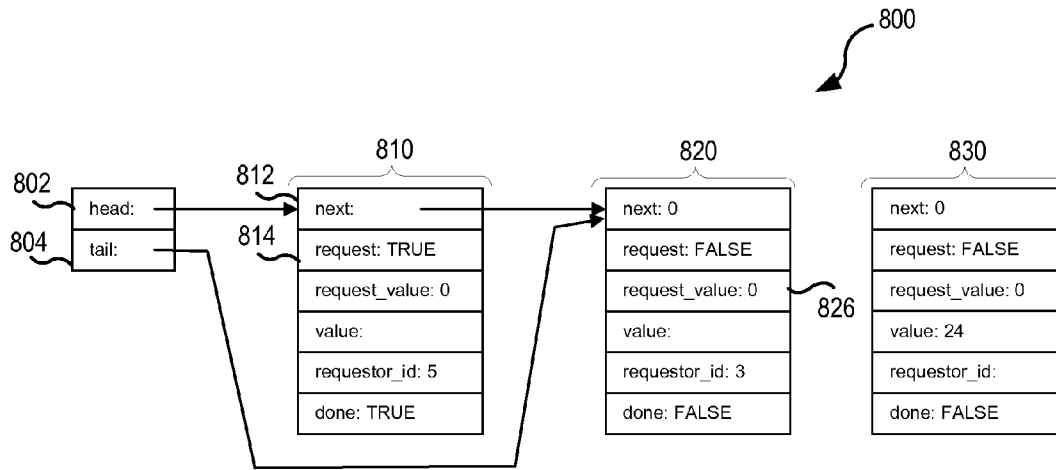 800
810
820
830
802
812
head:
next:
next: 0
next: 0
804
814
tail:
request: TRUE
request: FALSE
request: FALSE
request_value: 0
request_value: 0
826
request_value: 0
value:
value:
value: 24
requestor_id: 5
requestor_id: 3
requestor_id:
done: TRUE
done: FALSE
done: FALSE